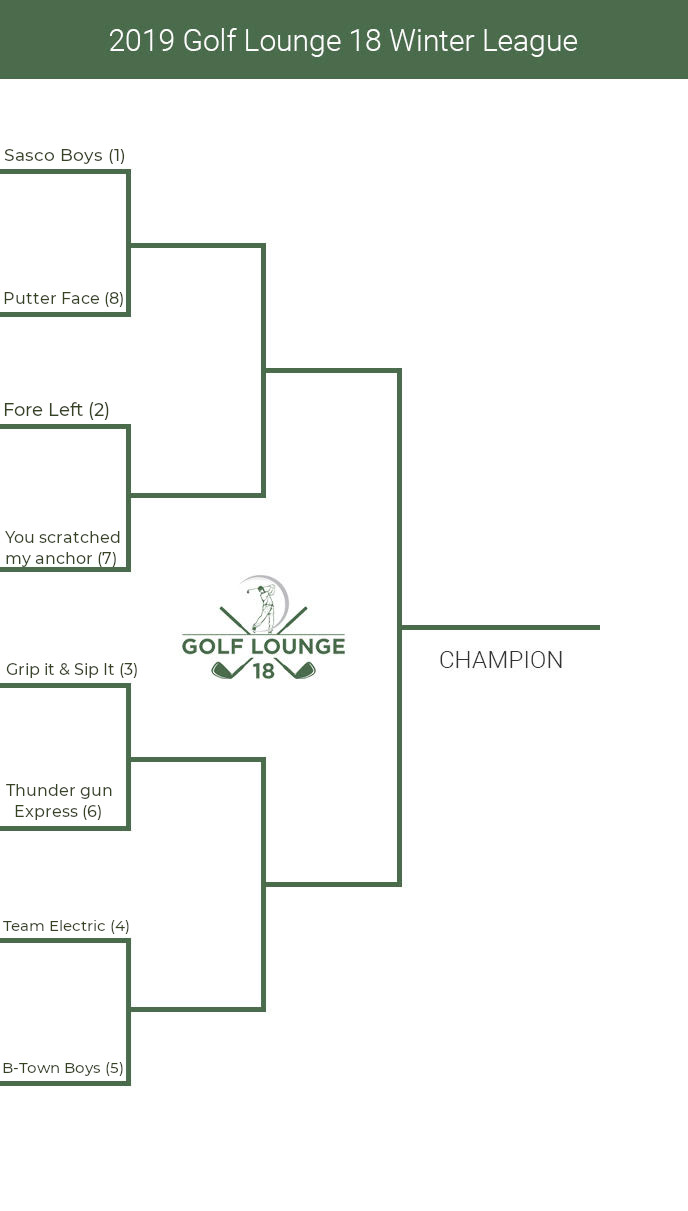 2019 Golf Lounge 18 Winter League
Sasco Boys (1)
Putter Face (8)
Fore Left (2)
You scratched
my anchor (7)
GOLF LOUNGE
18
Grip it & Sip It (3)
CHAMPION
Thunder gun
Express (6)
Team Electric (4)
B-Town Boys (5)